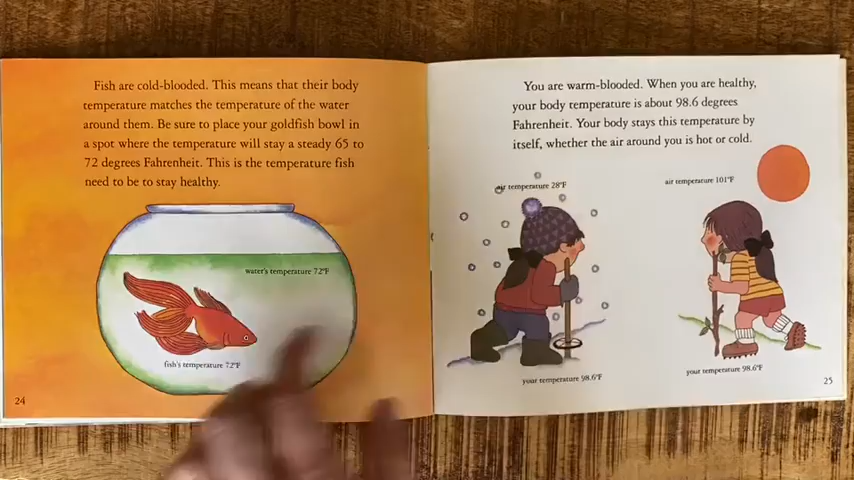 Fish are cold-blooded. This means that their body
temperature matches the temperature of the water
around them. Be sure to place your goldfish bowl in
a spot where the temperature will stay a steady 65 to
72 degrees Fahrenheit. This is the temperature fish
need to be to stay healthy.
water's temperature 72°F
fish's temperature 72°F
24
You are warm-blooded. When you are healthy,
your body temperature is about 98.6 degrees
Fahrenheit. Your body stays this temperature by
itself, whether the air around you is hot or cold.
air temperature 28°F
air temperature 101°F
your temperature 98.6°F
your temperature 98.6°F
25